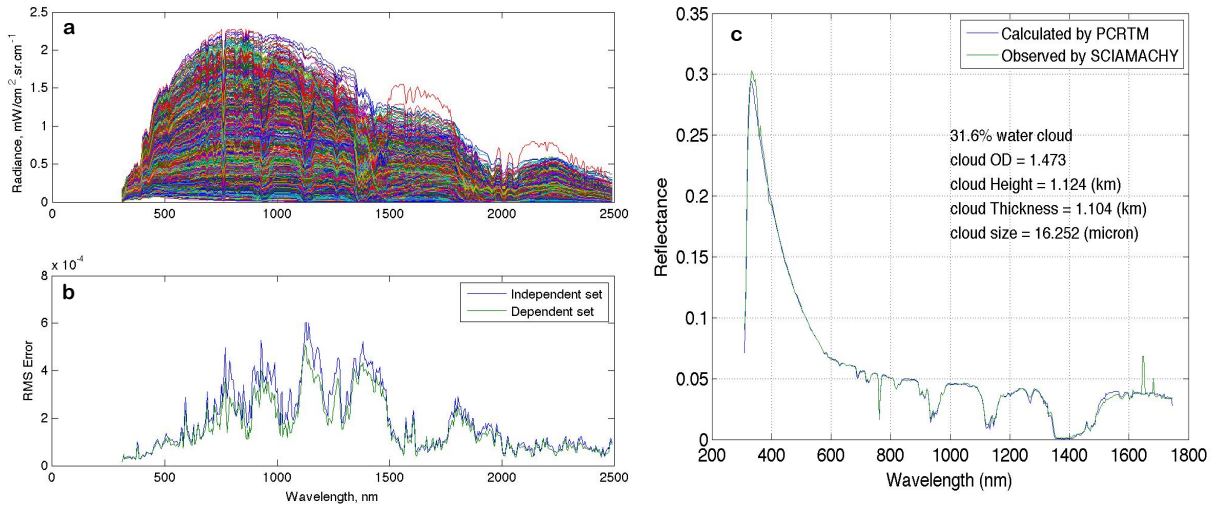 a
2.5
2
1.5
1
0.5
0
Radiance, mW/cm² .sr.cm⁻¹
0 500 1000 1500 2000 2500
x 10⁻⁴
b
8
6
4
2
0
RMS Error
Independent set
Dependent set
0 500 1000 1500 2000 2500
Wavelength, nm
c
0.35
0.3
0.25
0.2
0.15
0.1
0.05
0
Reflectance
Calculated by PCRTM
Observed by SCIAMACHY
31.6% water cloud
cloud OD = 1.473
cloud Height = 1.124 (km)
cloud Thickness = 1.104 (km)
cloud size = 16.252 (micron)
200 400 600 800 1000 1200 1400 1600 1800
Wavelength (nm)